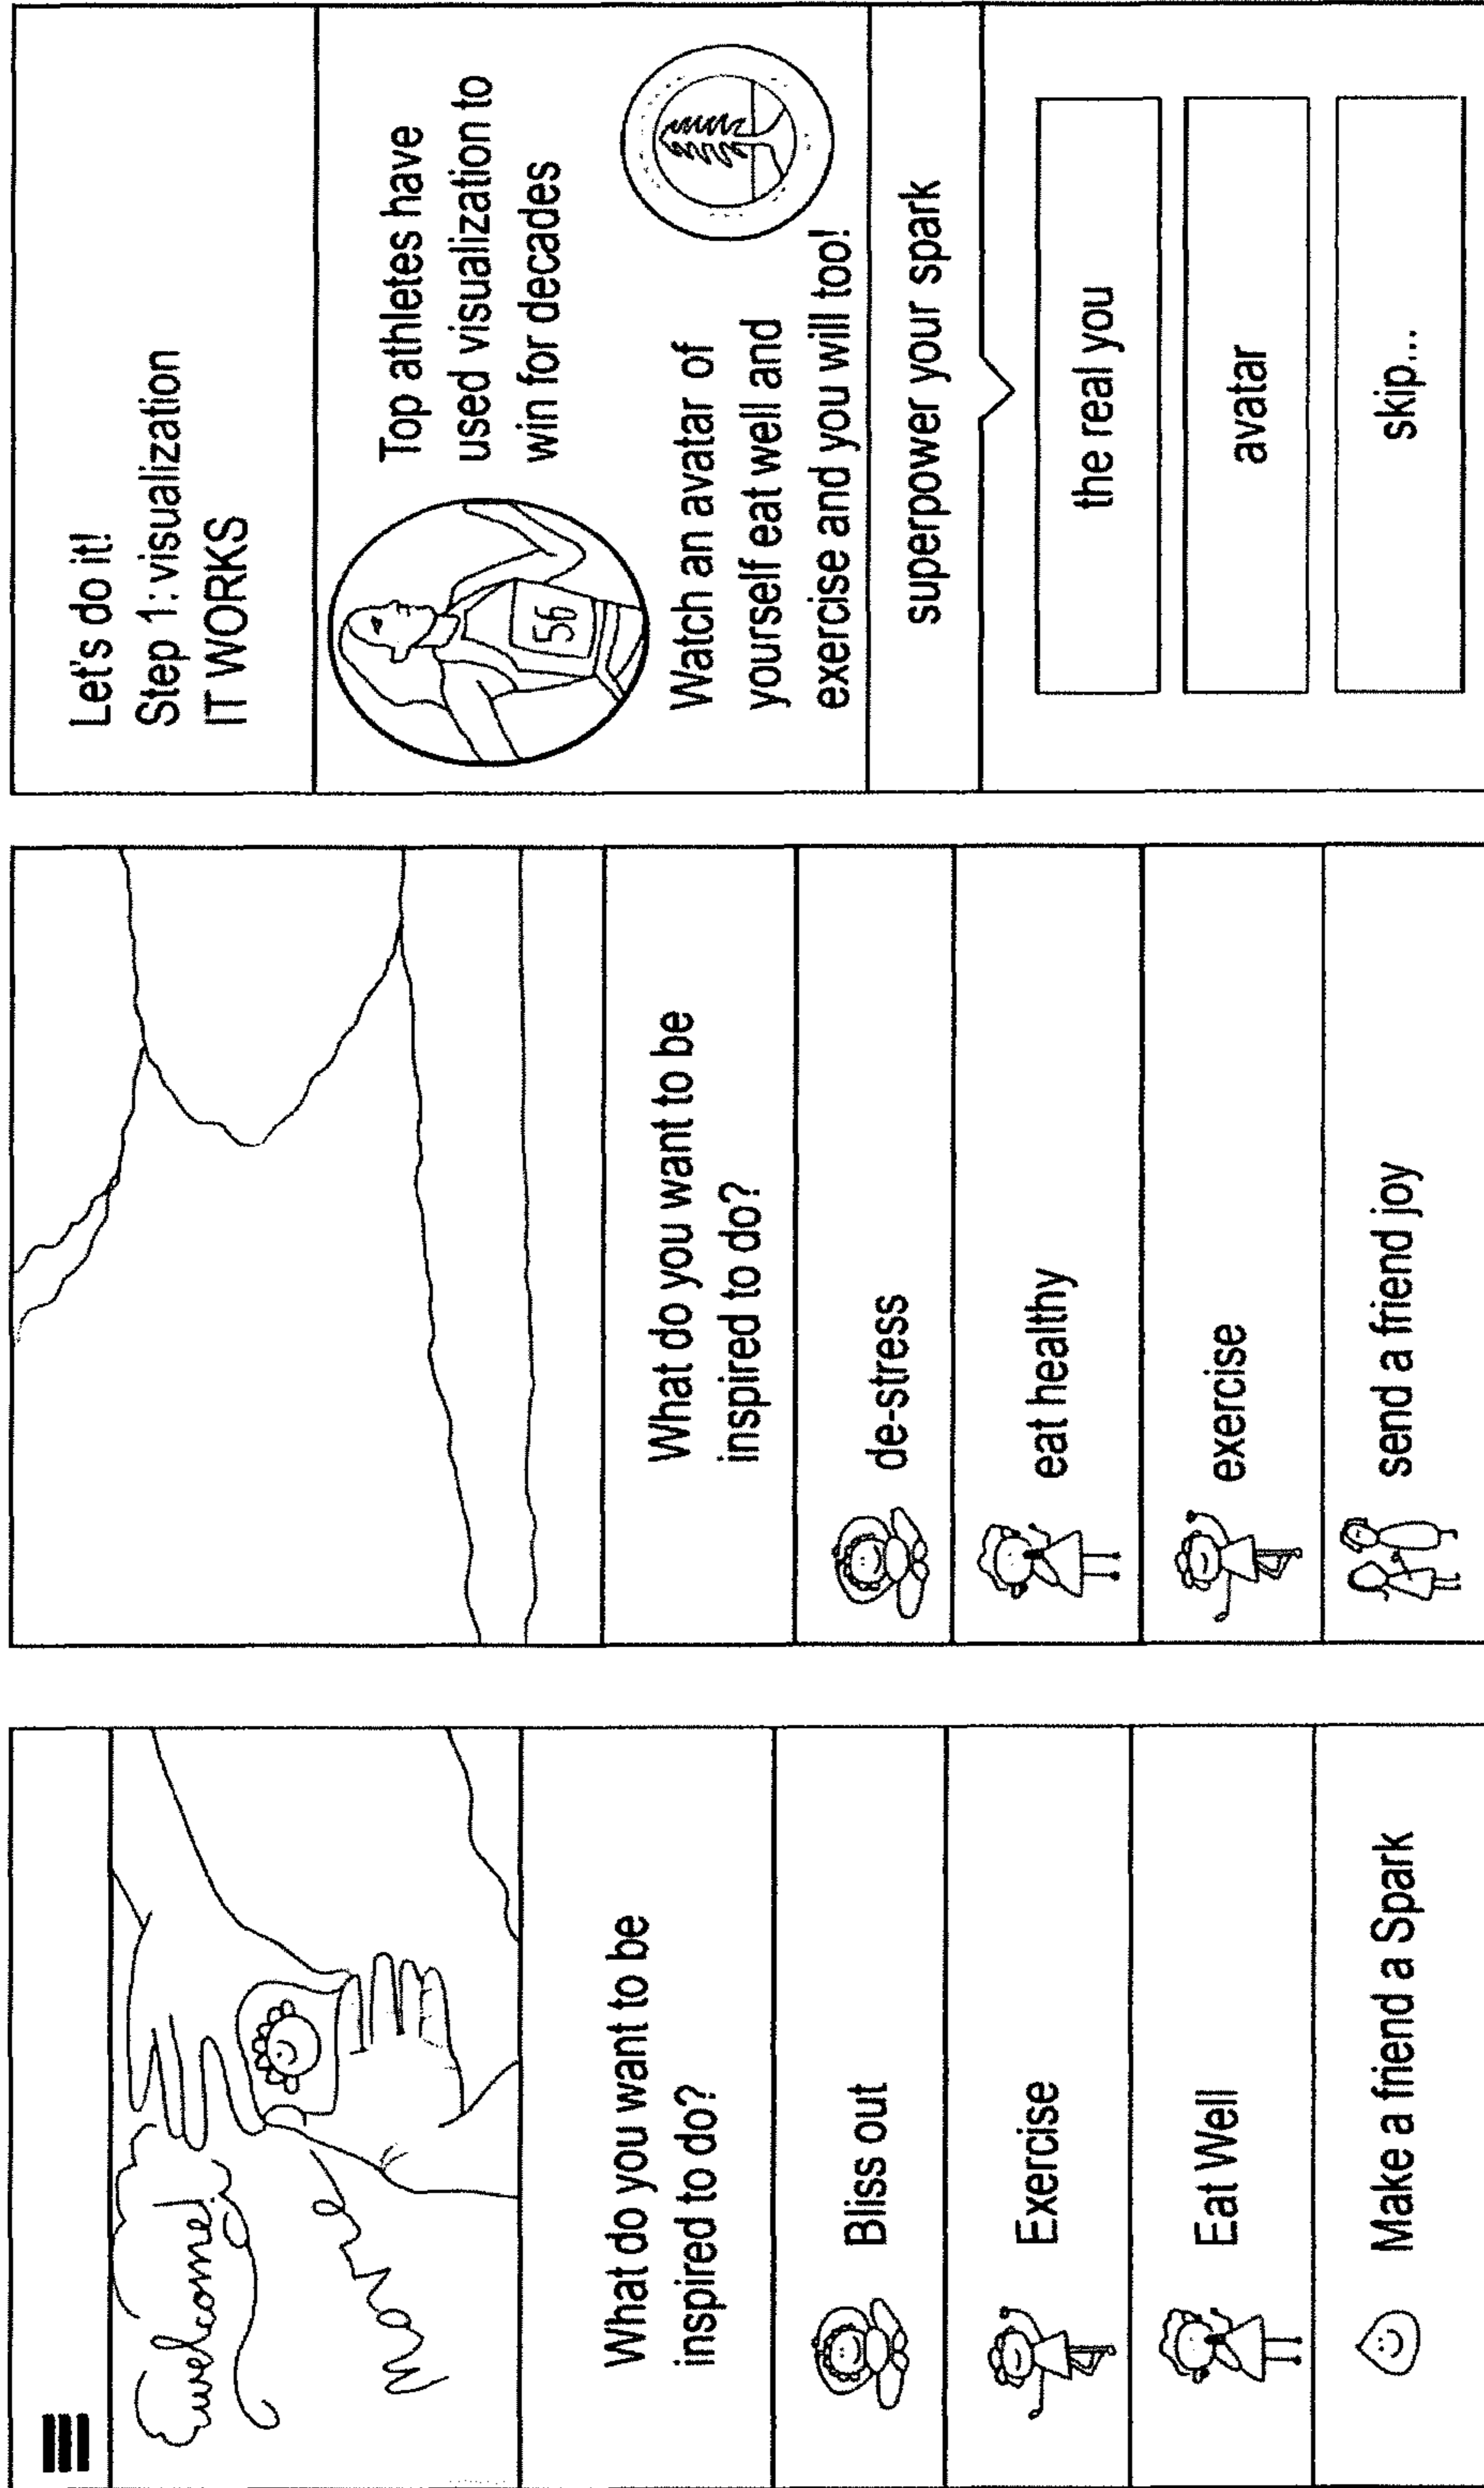 welcome!
What do you want to be
inspired to do?
Bliss out
Exercise
Eat Well
Make a friend a Spark
What do you want to be
inspired to do?
de-stress
eat healthy
exercise
send a friend joy
Let's do it!
Step 1: visualization
IT WORKS
56
Top athletes have
used visualization to
win for decades
Watch an avatar of
yourself eat well and
exercise and you will too!
superpower your spark
the real you
avatar
skip...